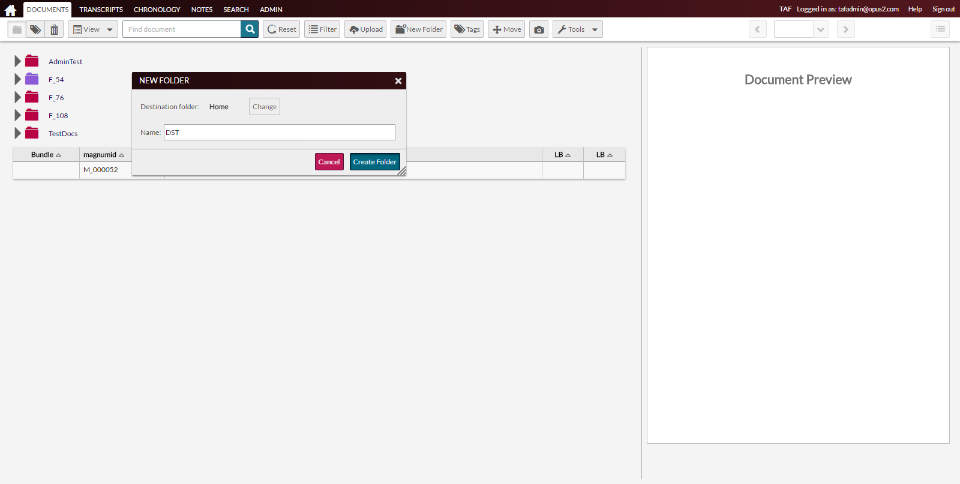 DOCUMENTS TRANSCRIPTS CHRONOLOGY NOTES SEARCH ADMIN TAF Logged in as: tafadmin@opus2.com Help Sign out
View Find document Reset Filter Upload New Folder Tags Move Tools
AdminTest
F_54
F_76
F_108
TestDocs
NEW FOLDER
Destination folder: Home Change
Name: DST
Cancel Create Folder
Bundle magnumid LB LB
M_000052
Document Preview